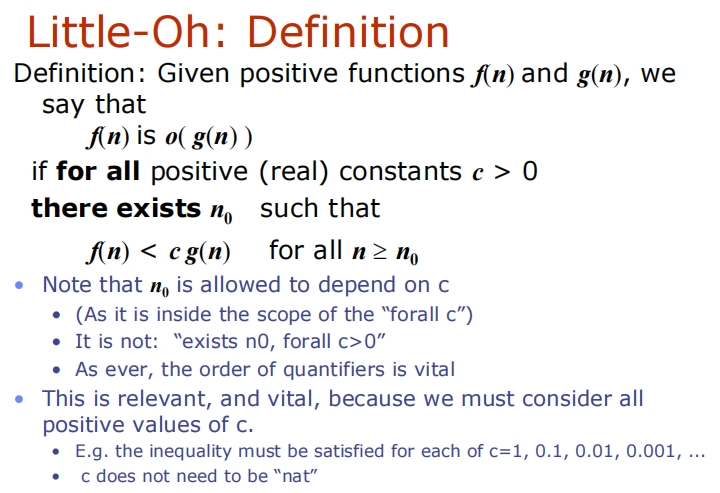 Little-Oh: Definition
Definition: Given positive functions f(n) and g(n), we
say that
f(n) is o( g(n) )
if for all positive (real) constants c > 0
there exists n₀ such that
f(n) < c g(n) for all n ≥ n₀
• Note that n₀ is allowed to depend on c
• (As it is inside the scope of the “forall c”)
• It is not: “exists n0, forall c>0”
• As ever, the order of quantifiers is vital
• This is relevant, and vital, because we must consider all
positive values of c.
• E.g. the inequality must be satisfied for each of c=1, 0.1, 0.01, 0.001, ...
• c does not need to be “nat”